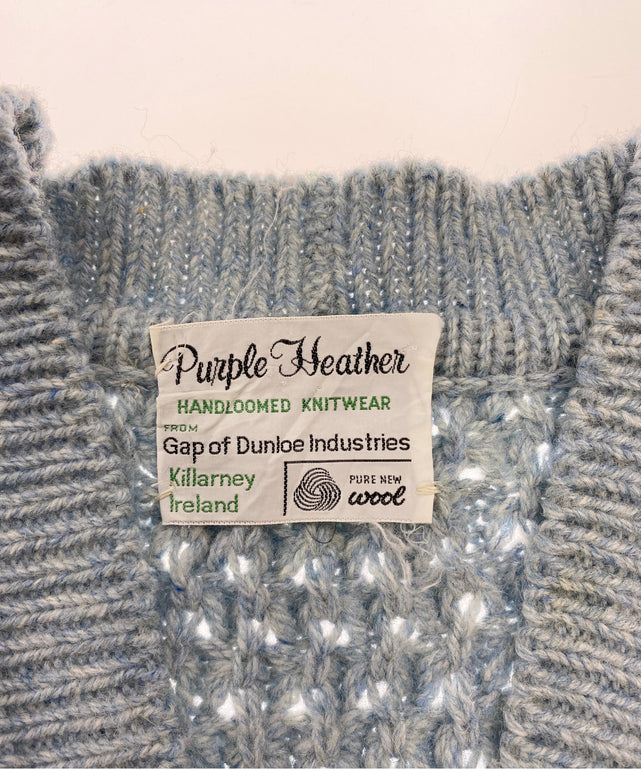 Purple Heather
HANDLOOMED KNITWEAR
FROM
Gap of Dunloe Industries
Killarney
Ireland
PURE NEW
wool